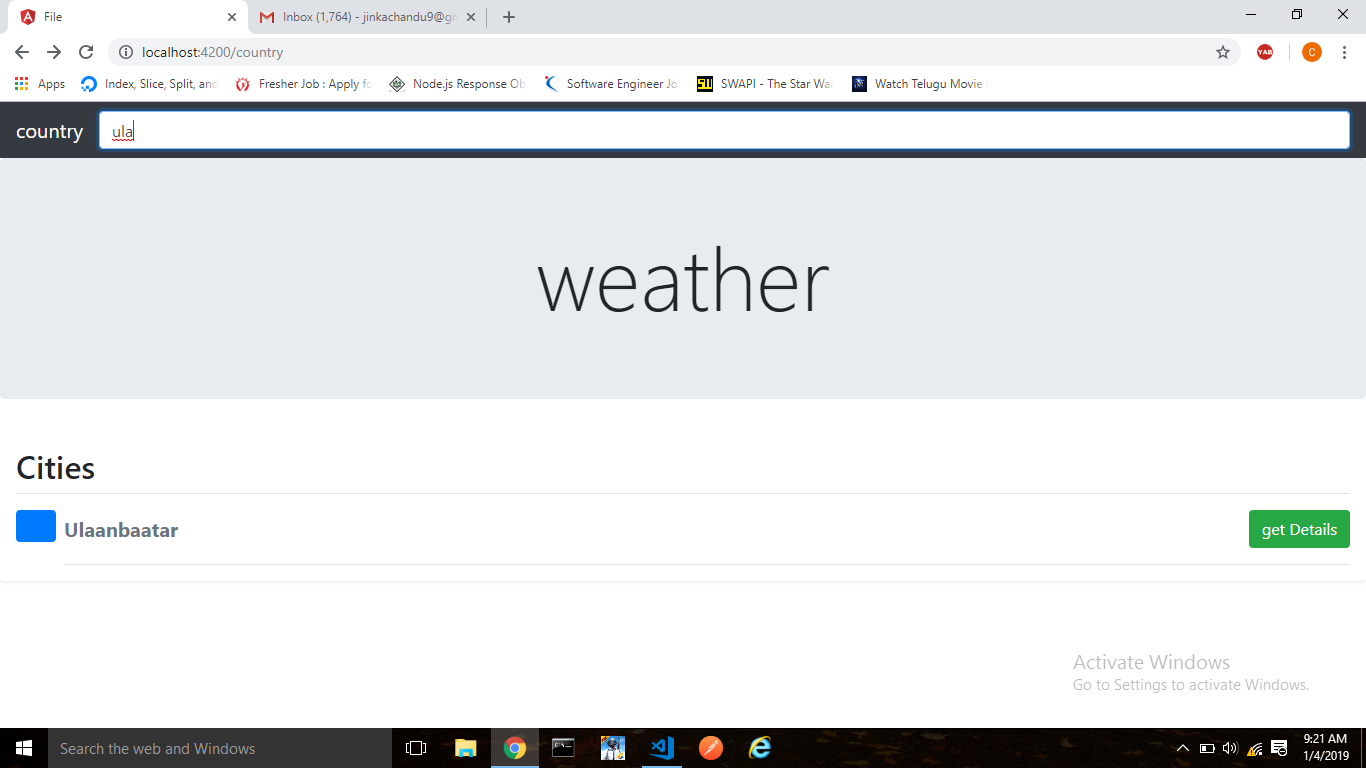 File
Inbox (1,764) - jinkachandu9@gm
localhost:4200/country
Apps
Index, Slice, Split, and
Fresher Job : Apply fo
Node.js Response Ob
Software Engineer Jo
SWAPI - The Star War
Watch Telugu Movie
country
ula
weather
Cities
Ulaanbaatar
get Details
Activate Windows
Go to Settings to activate Windows.
Search the web and Windows
9:21 AM
1/4/2019